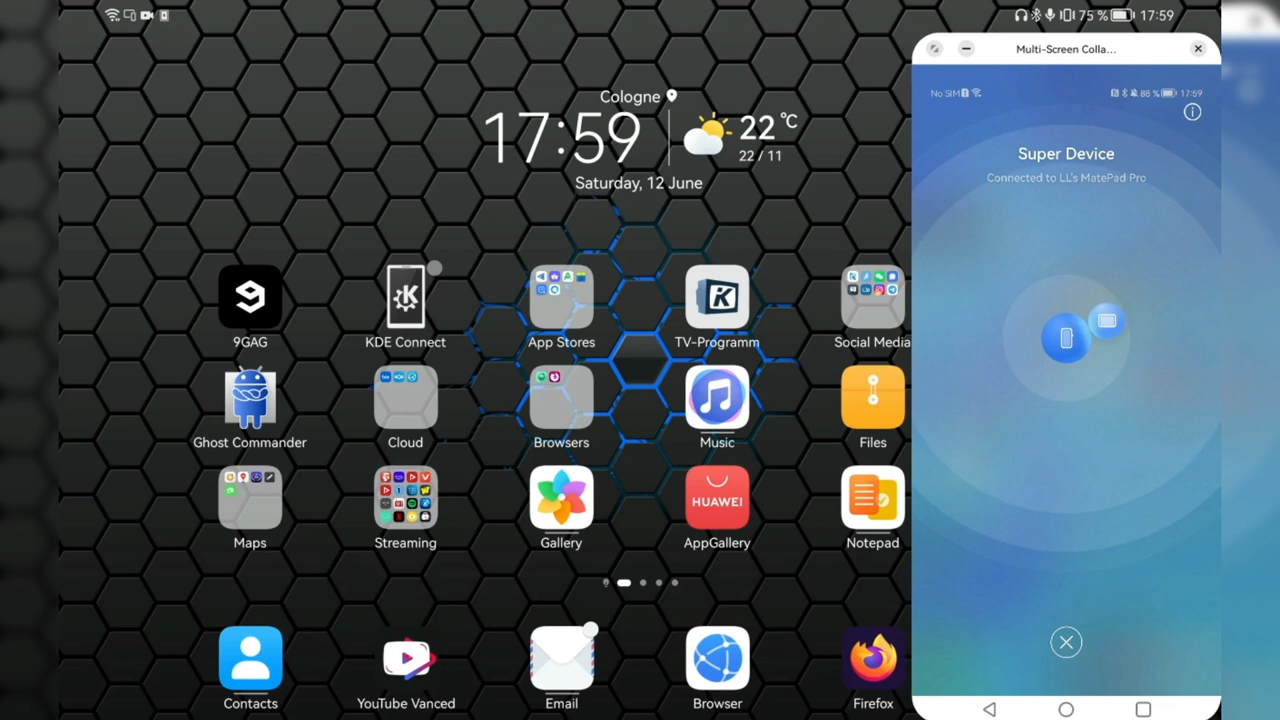 75 %
17:59
Cologne
17:59
22 °C
22 / 11
Saturday, 12 June
9GAG
KDE Connect
App Stores
TV-Programm
Social Media
Ghost Commander
Cloud
Browsers
Music
Files
HUAWEI
Maps
Streaming
Gallery
AppGallery
Notepad
Contacts
YouTube Vanced
Email
Browser
Firefox
Multi-Screen Colla...
No SIM
88 %
17:59
Super Device
Connected to LL's MatePad Pro